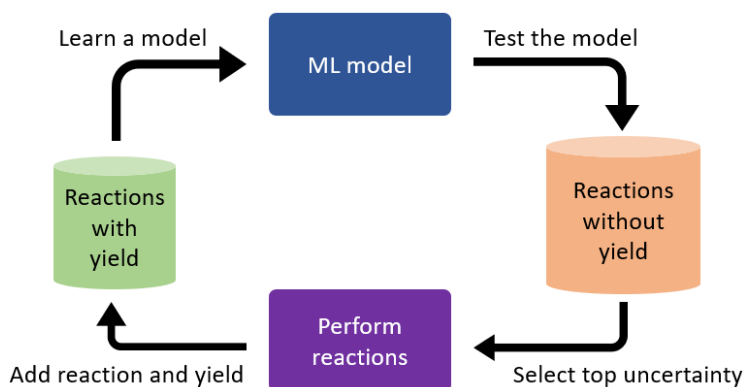 Learn a model
ML model
Test the model
Reactions
with
yield
Reactions
without
yield
Perform
reactions
Add reaction and yield
Select top uncertainty